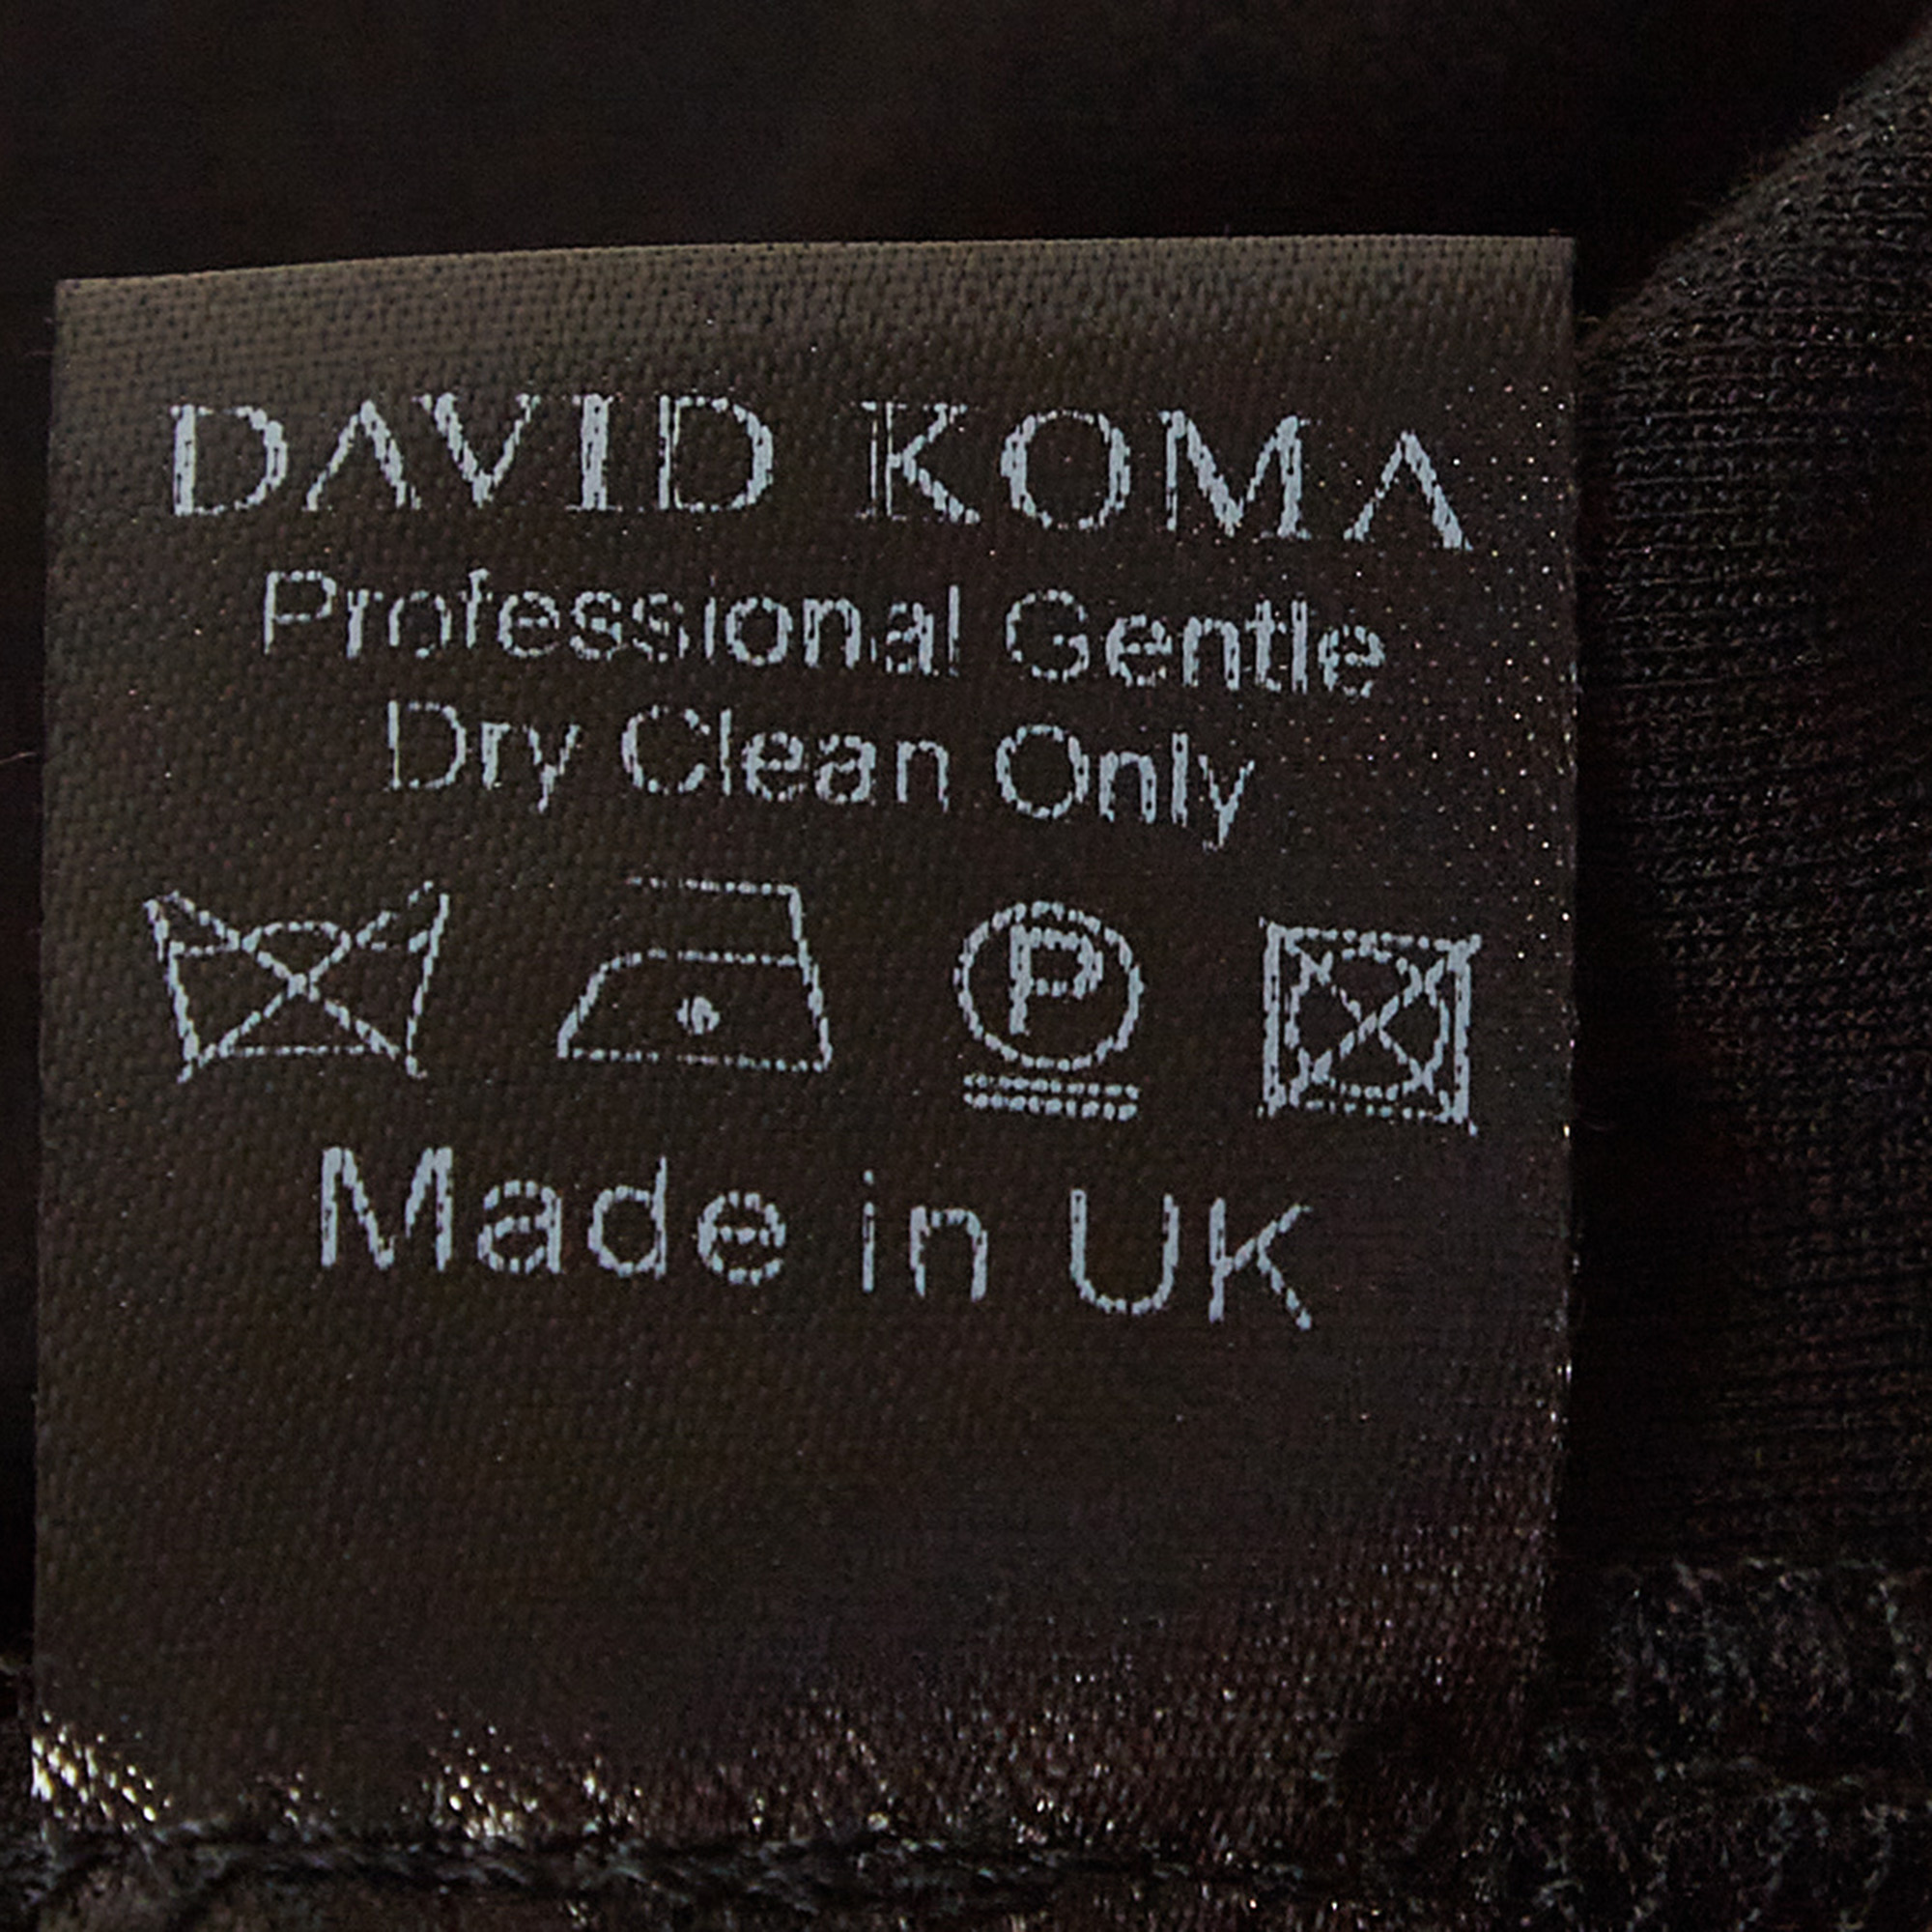 DAVID KOMA
Professional Gentle
Dry Clean Only
P
Made in UK